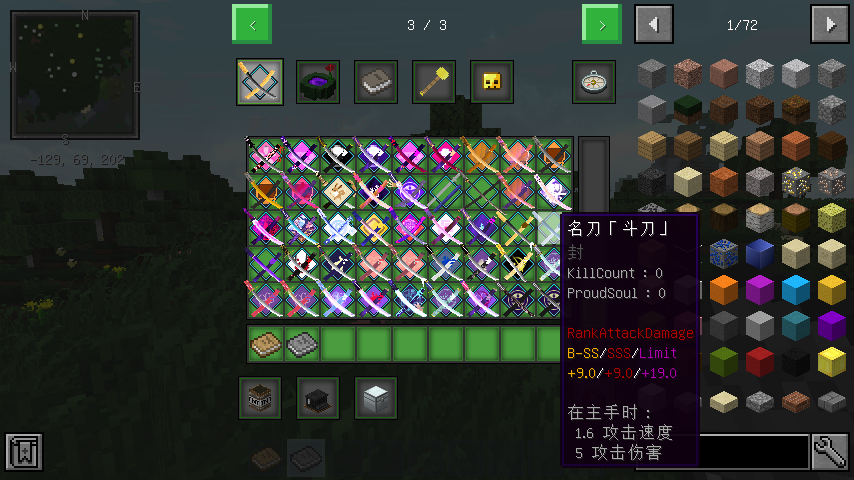 N
< 3 / 3 >
1/72
W
E
S
-129, 69, 202
名刀「斗刀」
封
KillCount : 0
ProudSoul : 0
RankAttackDamage
B-SS/SSS/Limit
+9.0/+9.0/+19.0
在主手时：
1.6 攻击速度
5 攻击伤害